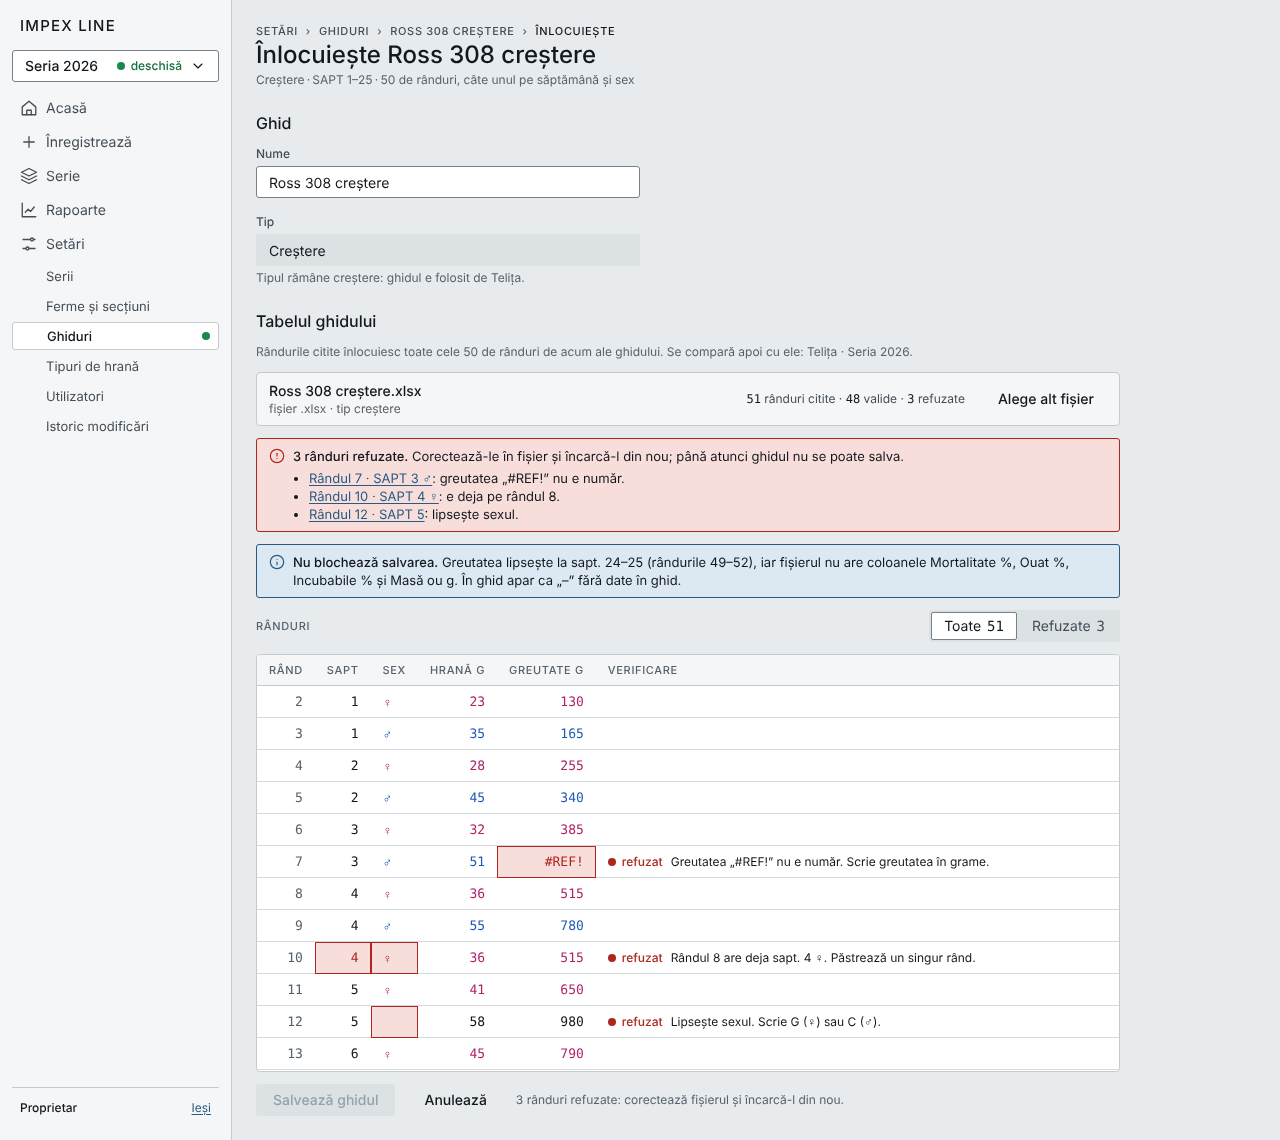 IMPEX LINE
Seria 2026 deschisă
Acasă
Înregistrează
Serie
Rapoarte
Setări
Serii
Ferme și secțiuni
Ghiduri
Tipuri de hrană
Utilizatori
Istoric modificări
Proprietar Ieși
SETĂRI › GHIDURI › ROSS 308 CREȘTERE › ÎNLOCUIEȘTE
Înlocuiește Ross 308 creștere
Creștere · SAPT 1–25 · 50 de rânduri, câte unul pe săptămână și sex
Ghid
Nume
Ross 308 creștere
Tip
Creștere
Tipul rămâne creștere: ghidul e folosit de Telița.
Tabelul ghidului
Rândurile citite înlocuiesc toate cele 50 de rânduri de acum ale ghidului. Se compară apoi cu ele: Telița · Seria 2026.
Ross 308 creștere.xlsx
fișier .xlsx · tip creștere
51 rânduri citite · 48 valide · 3 refuzate
Alege alt fișier
3 rânduri refuzate. Corectează-le în fișier și încarcă-l din nou; până atunci ghidul nu se poate salva.
• Rândul 7 · SAPT 3 ♂: greutatea „#REF!” nu e număr.
• Rândul 10 · SAPT 4 ♀: e deja pe rândul 8.
• Rândul 12 · SAPT 5: lipsește sexul.
Nu blochează salvarea. Greutatea lipsește la sapt. 24–25 (rândurile 49–52), iar fișierul nu are coloanele Mortalitate %, Ouat %,
Incubabile % și Masă ou g. În ghid apar ca „–” fără date în ghid.
RÂNDURI
Toate 51 Refuzate 3
RÂND SAPT SEX HRANĂ G GREUTATE G VERIFICARE
2 1 ♀ 23 130
3 1 ♂ 35 165
4 2 ♀ 28 255
5 2 ♂ 45 340
6 3 ♀ 32 385
7 3 ♂ 51 #REF! refuzat Greutatea „#REF!” nu e număr. Scrie greutatea în grame.
8 4 ♀ 36 515
9 4 ♂ 55 780
10 4 ♀ 36 515 refuzat Rândul 8 are deja sapt. 4 ♀. Păstrează un singur rând.
11 5 ♀ 41 650
12 5 58 980 refuzat Lipsește sexul. Scrie G (♀) sau C (♂).
13 6 ♀ 45 790
Salvează ghidul Anulează 3 rânduri refuzate: corectează fișierul și încarcă-l din nou.